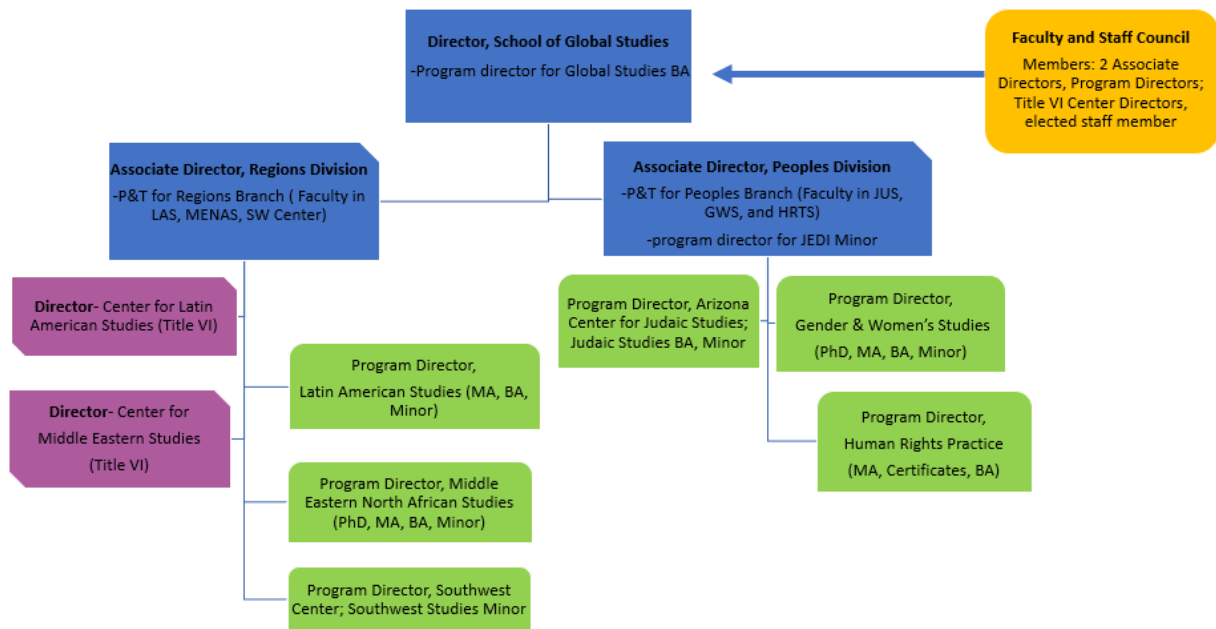 Director, School of Global Studies
-Program director for Global Studies BA
Faculty and Staff Council
Members: 2 Associate
Directors, Program Directors;
Title VI Center Directors,
elected staff member
Associate Director, Regions Division
-P&T for Regions Branch ( Faculty in
LAS, MENAS, SW Center)
Associate Director, Peoples Division
-P&T for Peoples Branch (Faculty in JUS,
GWS, and HRTS)
-program director for JEDI Minor
Director- Center for Latin
American Studies (Title VI)
Program Director,
Latin American Studies (MA, BA,
Minor)
Director- Center for
Middle Eastern Studies
(Title VI)
Program Director, Middle
Eastern North African Studies
(PhD, MA, BA, Minor)
Program Director, Southwest
Center; Southwest Studies Minor
Program Director, Arizona
Center for Judaic Studies;
Judaic Studies BA, Minor
Program Director,
Gender & Women’s Studies
(PhD, MA, BA, Minor)
Program Director,
Human Rights Practice
(MA, Certificates, BA)